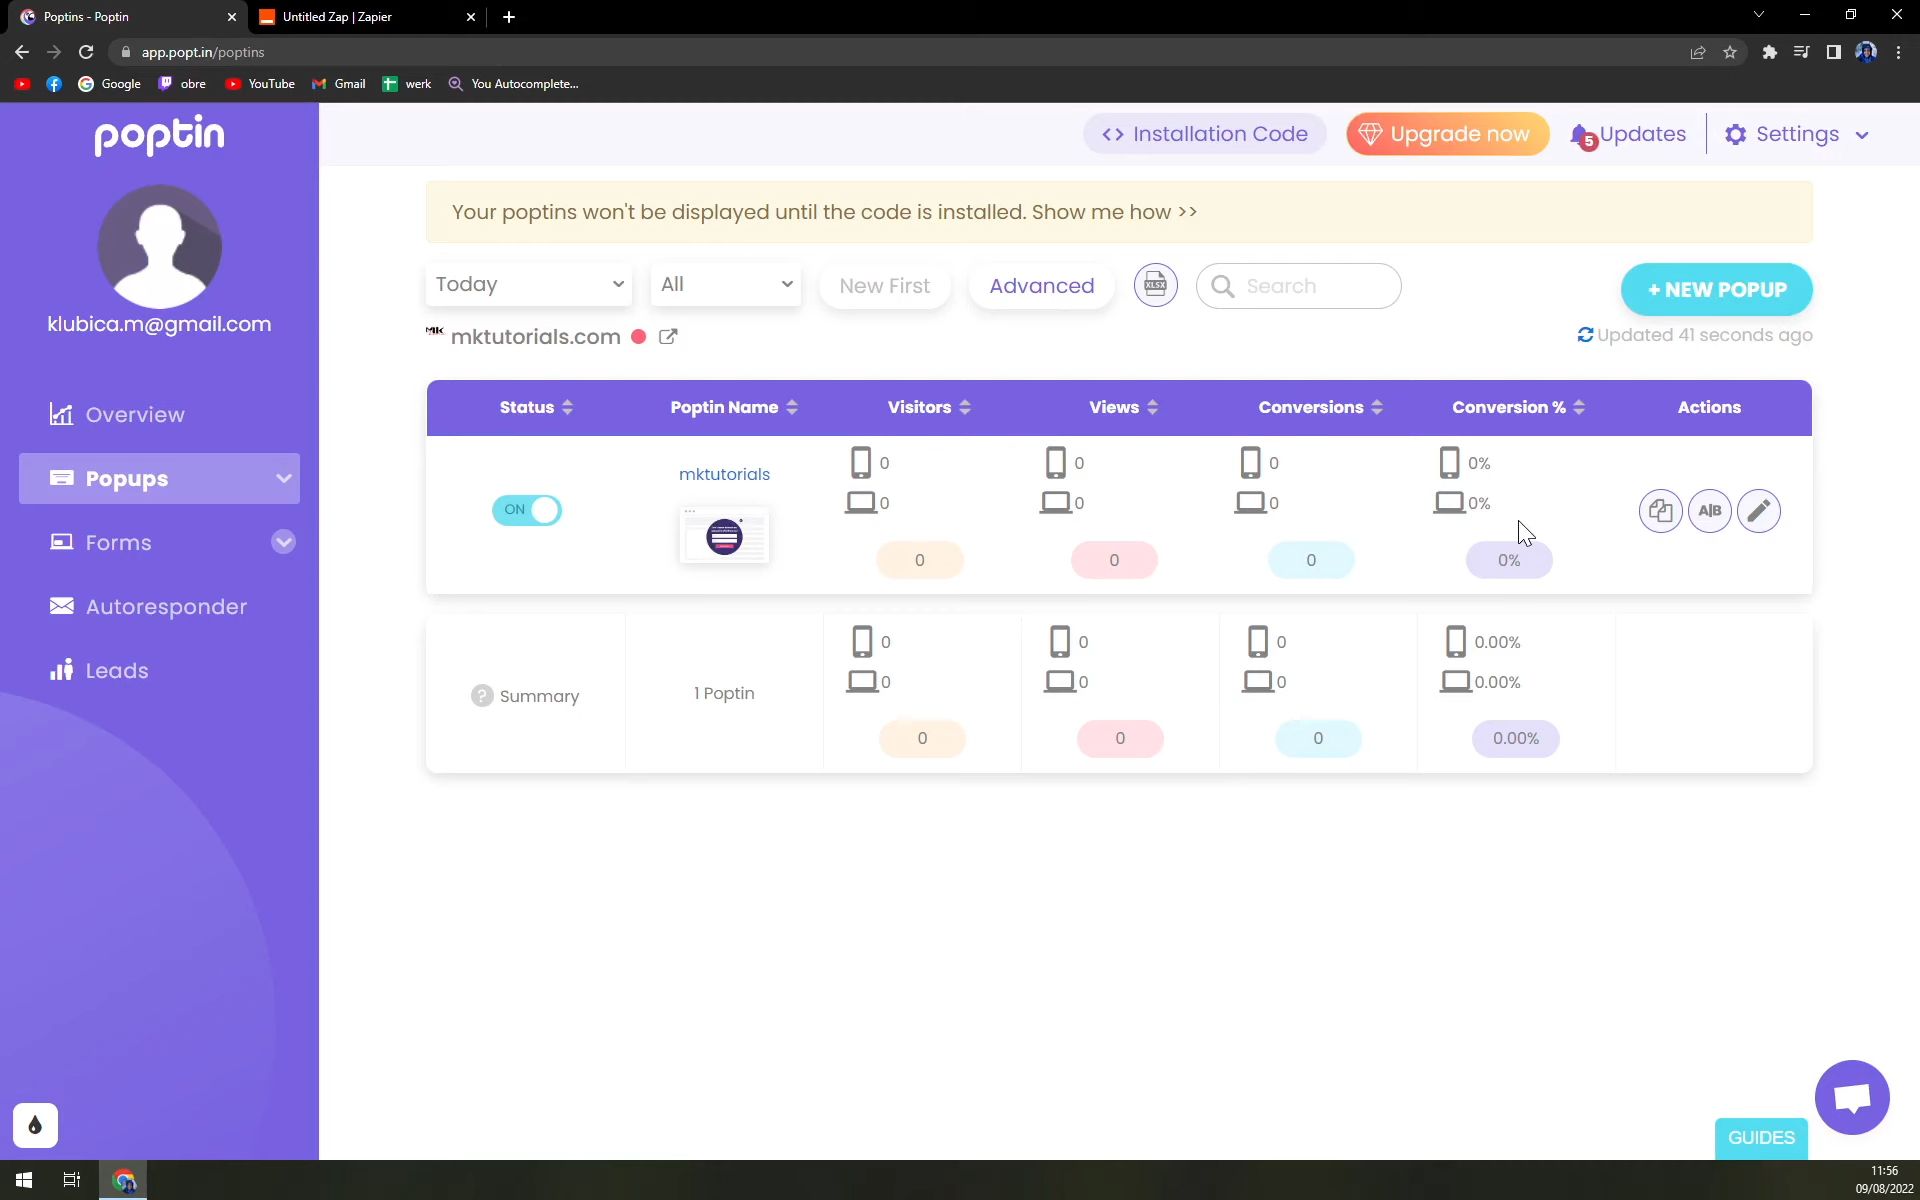 Poptins - Poptin
Untitled Zap | Zapier
app.popt.in/poptins
Google
obre
YouTube
Gmail
werk
You Autocomplete...
poptin
klubica.m@gmail.com
Overview
Popups
Forms
Autoresponder
Leads
<> Installation Code
Upgrade now
5
Updates
Settings
Your poptins won't be displayed until the code is installed. Show me how >>
Today
All
New First
Advanced
XLSX
Search
+ NEW POPUP
MK
mktutorials.com
Updated 41 seconds ago
Status
Poptin Name
Visitors
Views
Conversions
Conversion %
Actions
ON
mktutorials
0
0
0
0
0
0
0
0
0
0%
0%
0%
A|B
? Summary
1 Poptin
0
0
0
0
0
0
0
0
0
0.00%
0.00%
0.00%
GUIDES
11:56
09/08/2022